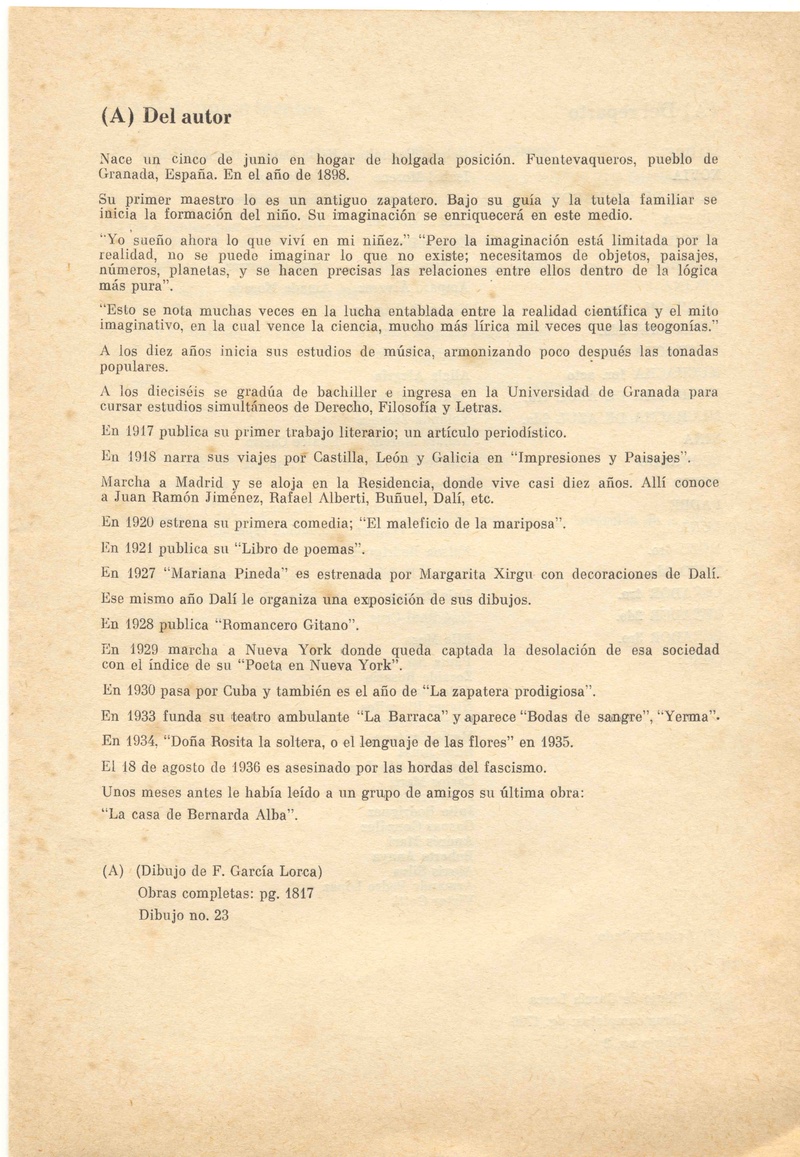 (A) Del autor
Nace un cinco de junio en hogar de holgada posición. Fuentevaqueros, pueblo de
Granada, España. En el año de 1898.
Su primer maestro lo es un antiguo zapatero. Bajo su guía y la tutela familiar se
inicia la formación del niño. Su imaginación se enriquecerá en este medio.
"Yo sueño ahora lo que viví en mi niñez." "Pero la imaginación está limitada por la
realidad, no se puede imaginar lo que no existe; necesitamos de objetos, paisajes,
números, planetas, y se hacen precisas las relaciones entre ellos dentro de la lógica
más pura".
"Esto se nota muchas veces en la lucha entablada entre la realidad científica y el mito
imaginativo, en la cual vence la ciencia, mucho más lírica mil veces que las teogonías."
A los diez años inicia sus estudios de música, armonizando poco después las tonadas
populares.
A los dieciséis se gradúa de bachiller e ingresa en la Universidad de Granada para
cursar estudios simultáneos de Derecho, Filosofía y Letras.
En 1917 publica su primer trabajo literario; un artículo periodístico.
En 1918 narra sus viajes por Castilla, León y Galicia en "Impresiones y Paisajes".
Marcha a Madrid y se aloja en la Residencia, donde vive casi diez años. Allí conoce
a Juan Ramón Jiménez, Rafael Alberti, Buñuel, Dalí, etc.
En 1920 estrena su primera comedia; "El maleficio de la mariposa".
En 1921 publica su "Libro de poemas".
En 1927 "Mariana Pineda" es estrenada por Margarita Xirgu con decoraciones de Dalí.
Ese mismo año Dalí le organiza una exposición de sus dibujos.
En 1928 publica "Romancero Gitano".
En 1929 marcha a Nueva York donde queda captada la desolación de esa sociedad
con el índice de su "Poeta en Nueva York".
En 1930 pasa por Cuba y también es el año de "La zapatera prodigiosa".
En 1933 funda su teatro ambulante "La Barraca" y aparece "Bodas de sangre", "Yerma".
En 1934, "Doña Rosita la soltera, o el lenguaje de las flores" en 1935.
El 18 de agosto de 1936 es asesinado por las hordas del fascismo.
Unos meses antes le había leído a un grupo de amigos su última obra:
"La casa de Bernarda Alba".
(A) (Dibujo de F. García Lorca)
Obras completas: pg. 1817
Dibujo no. 23